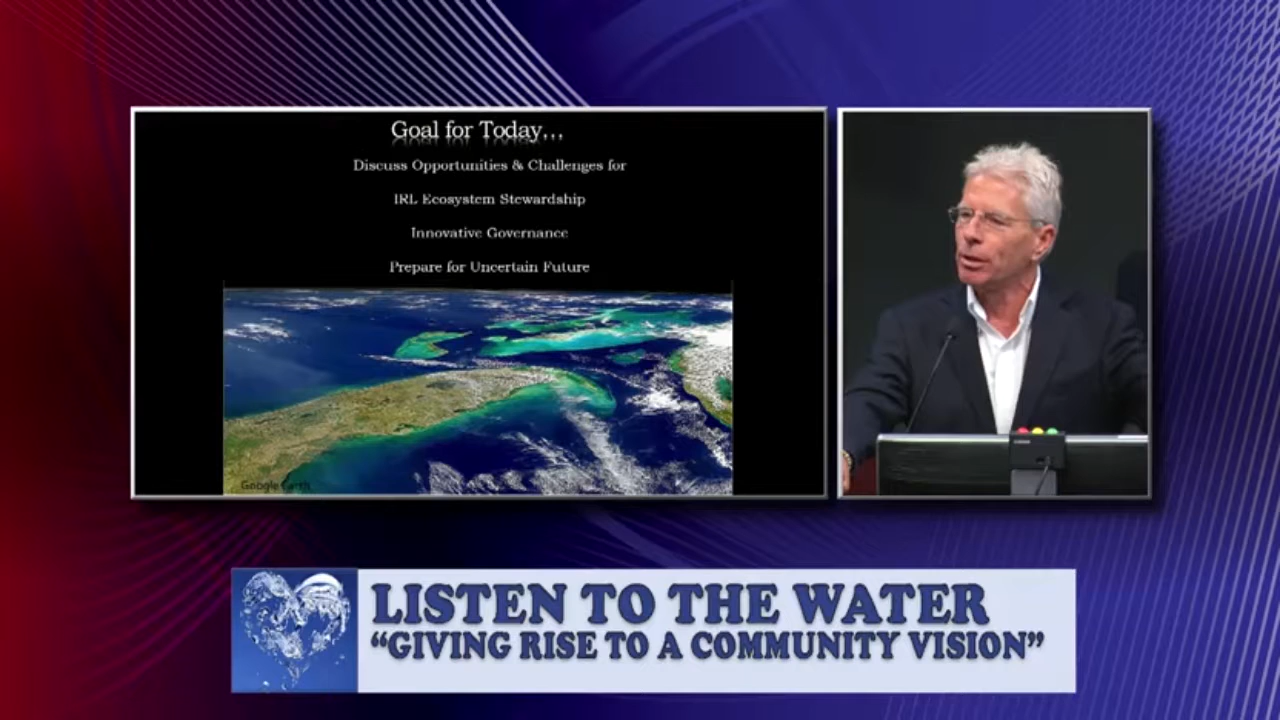 Goal for Today...
Discuss Opportunities & Challenges for
IRL Ecosystem Stewardship
Innovative Governance
Prepare for Uncertain Future
Google Earth
LISTEN TO THE WATER
“GIVING RISE TO A COMMUNITY VISION”